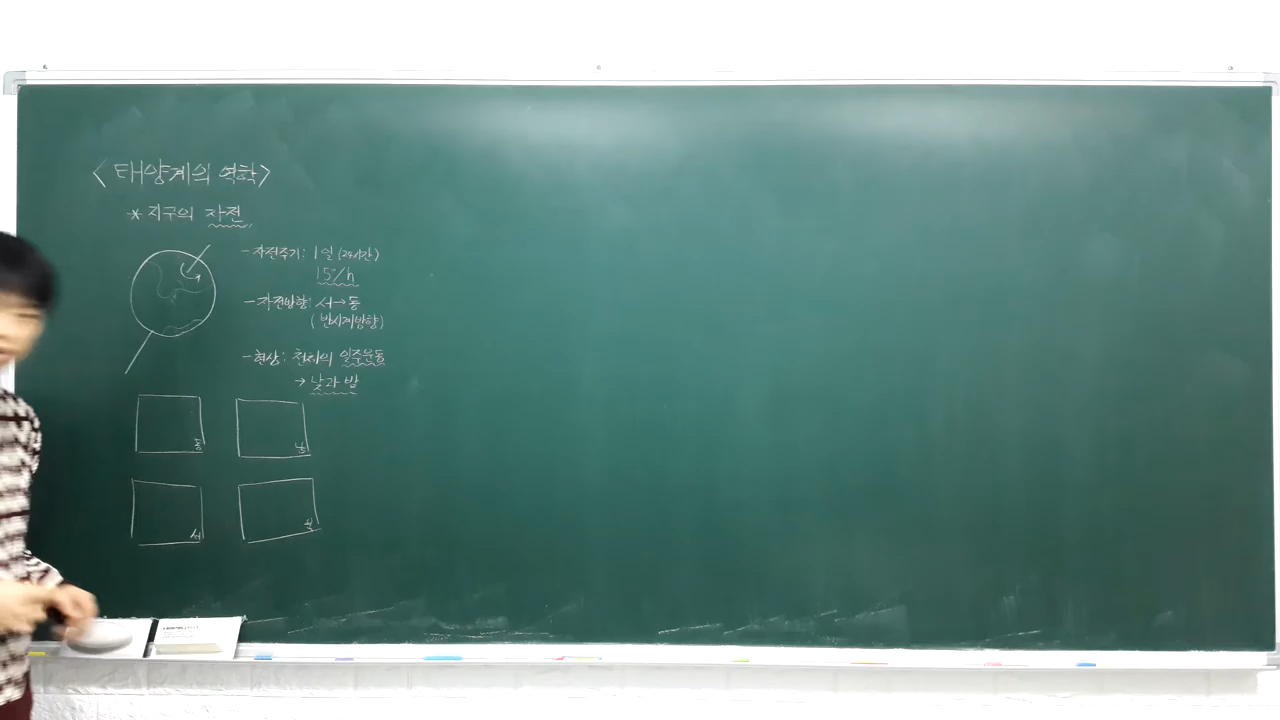 <태양계의 역학>
* 지구의 자전
- 자전주기 : 1일 (24시간)
15°/h
- 자전방향 : 서→동
(반시계방향)
- 현상 : 천체의 일주운동
→ 낮과 밤
동
남
서
북